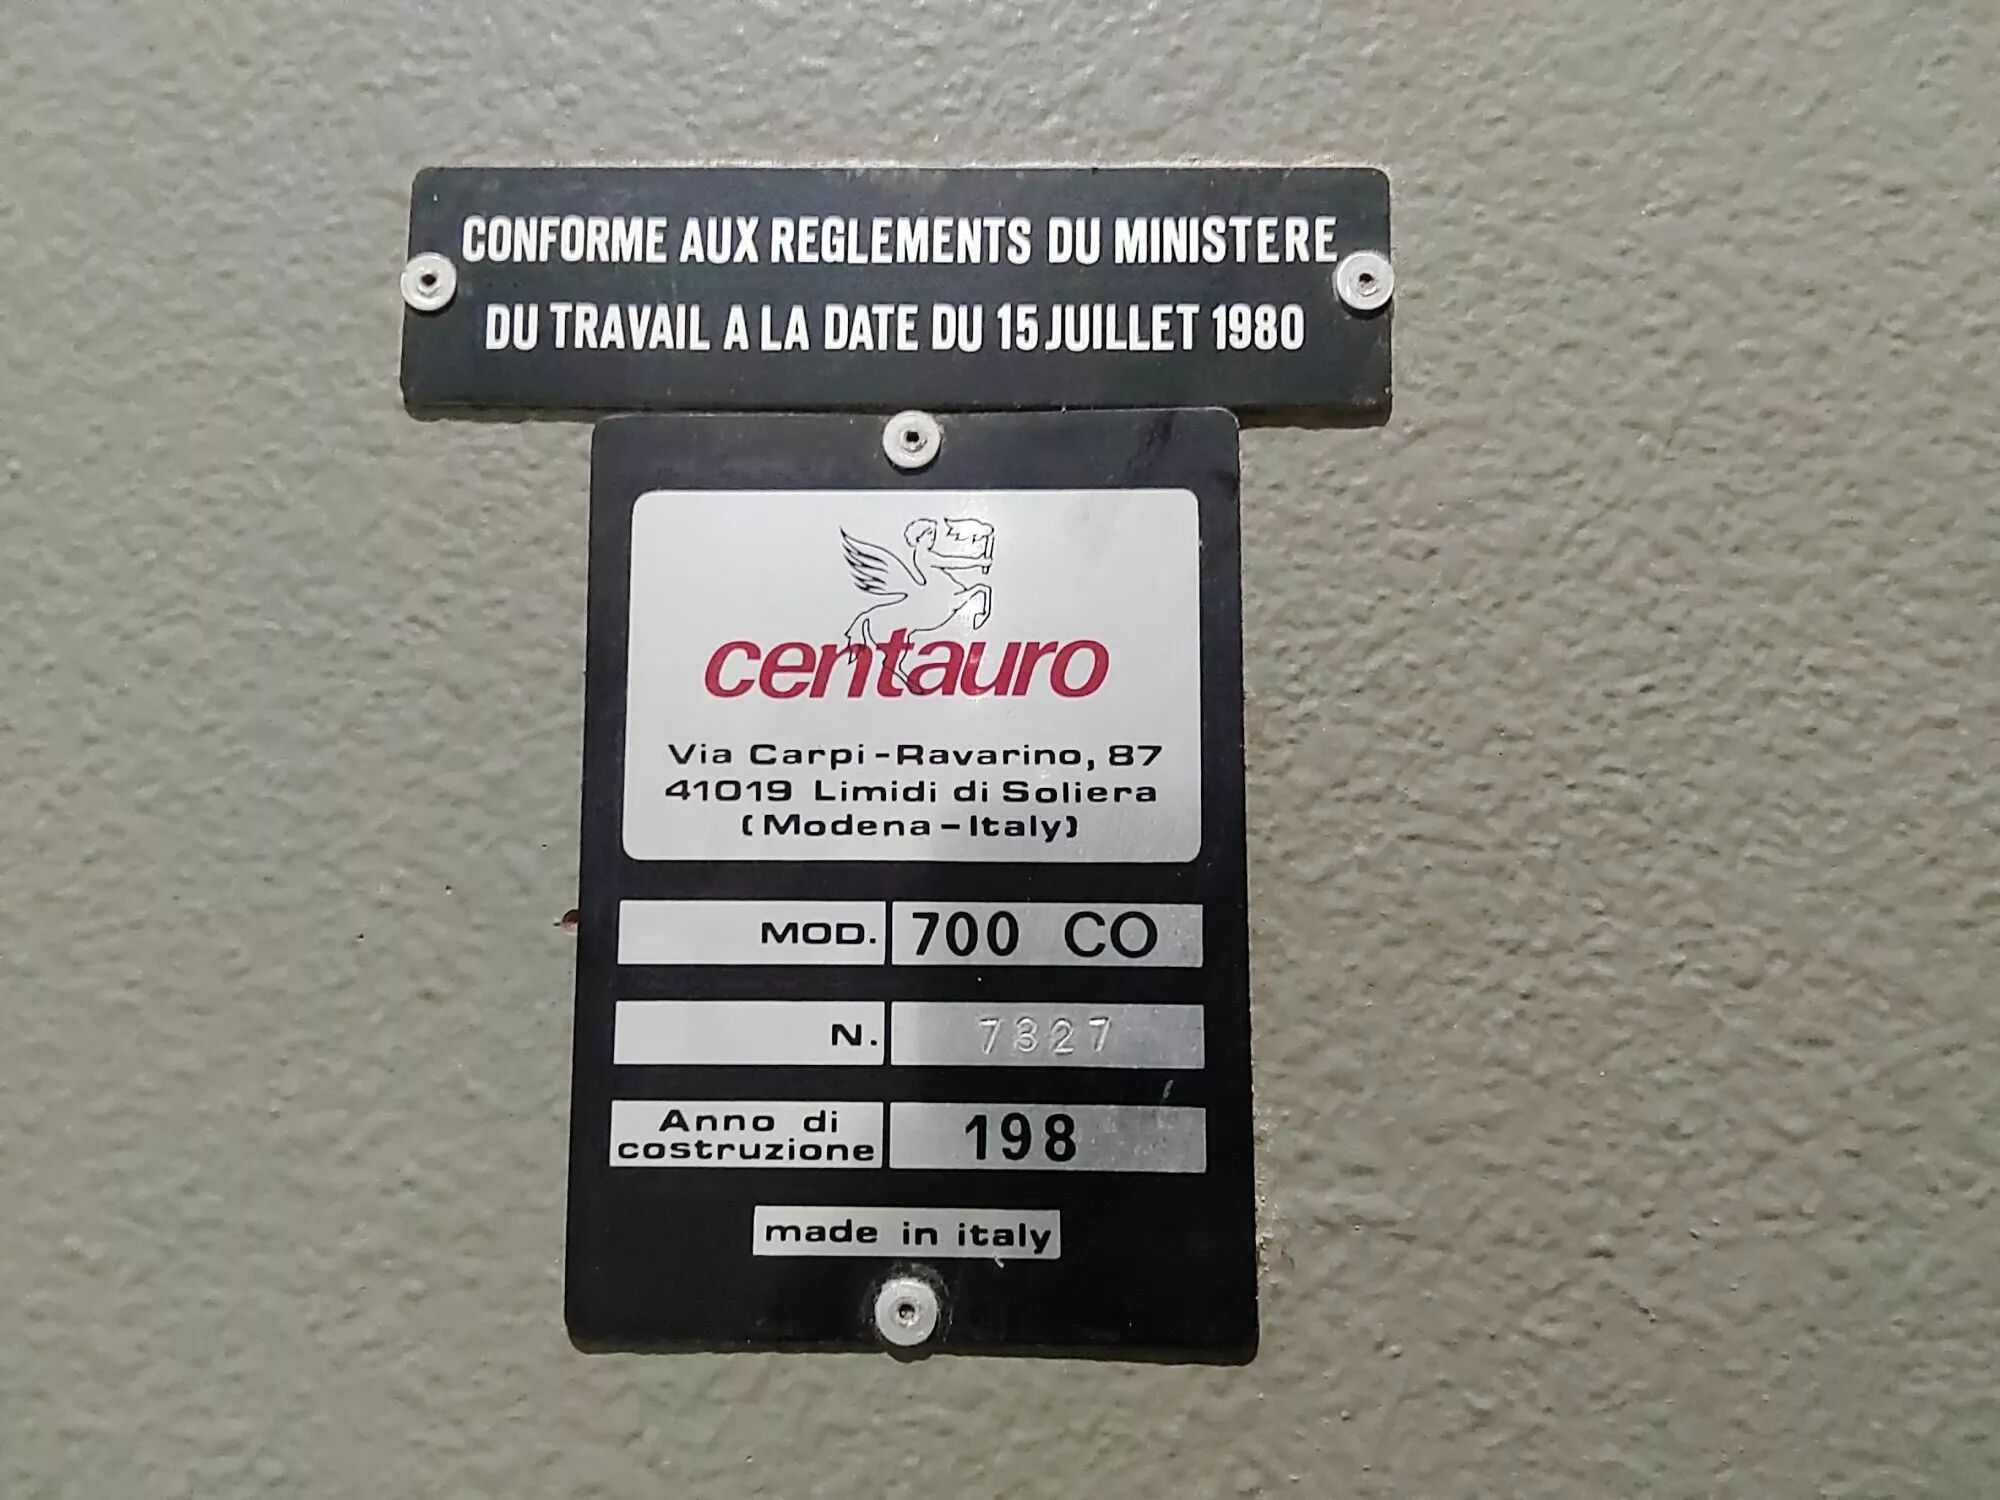 CONFORME AUX REGLEMENTS DU MINISTERE
DU TRAVAIL A LA DATE DU 15 JUILLET 1980
centauro
Via Carpi-Ravarino, 87
41019 Limidi di Soliera
(Modena-Italy)
MOD. 700 CO
N. 7327
Anno di
costruzione 198
made in italy